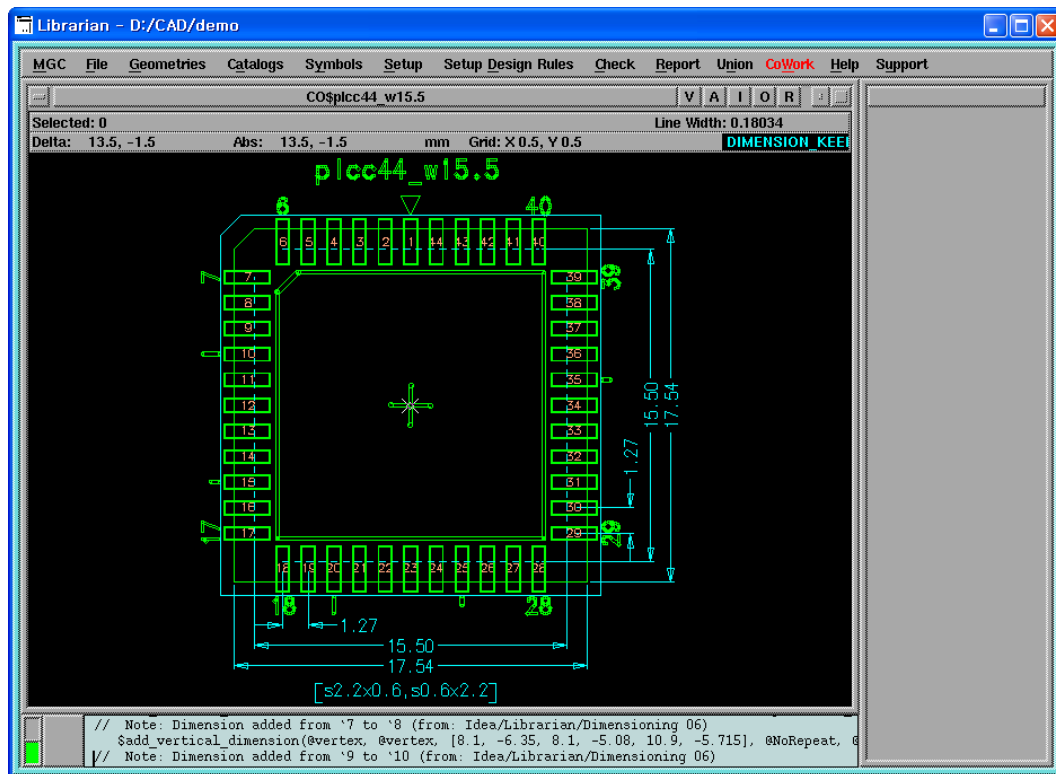 Librarian - D:/CAD/demo
MGC File Geometries Catalogs Symbols Setup Setup Design Rules Check Report Union CoWork Help Support
CO$plcc44_w15.5 V A I O R
Selected: 0 Line Width: 0.18034
Delta: 13.5, -1.5 Abs: 13.5, -1.5 mm Grid: X 0.5, Y 0.5 DIMENSION_KEE
plcc44_w15.5
6 40
6 5 4 3 2 1 44 43 42 41 40
7 7 39 39
8 38
9 37
10 36
11 35
12 34
13 33
14 32
15 31
16 30
17 17 29 29
15.50
17.54
1.27
18 19 20 21 22 23 24 25 26 27 28
18 28
1.27
15.50
17.54
[s2.2x0.6,s0.6x2.2]
// Note: Dimension added from `7 to `8 (from: Idea/Librarian/Dimensioning 06)
$add_vertical_dimension(@vertex, @vertex, [8.1, -6.35, 8.1, -5.08, 10.9, -5.715], @NoRepeat,
// Note: Dimension added from `9 to `10 (from: Idea/Librarian/Dimensioning 06)